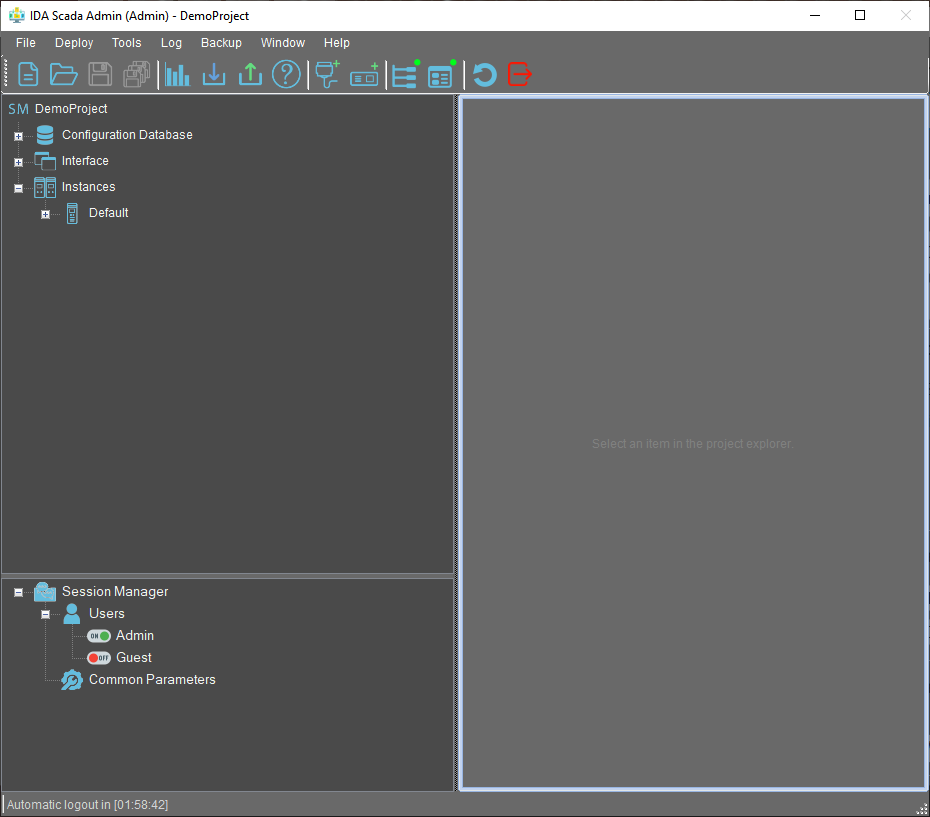 IDA Scada Admin (Admin) - DemoProject
File Deploy Tools Log Backup Window Help
SM DemoProject
Configuration Database
Interface
Instances
Default
Select an item in the project explorer.
Session Manager
Users
ON Admin
OFF Guest
Common Parameters
Automatic logout in [01:58:42]